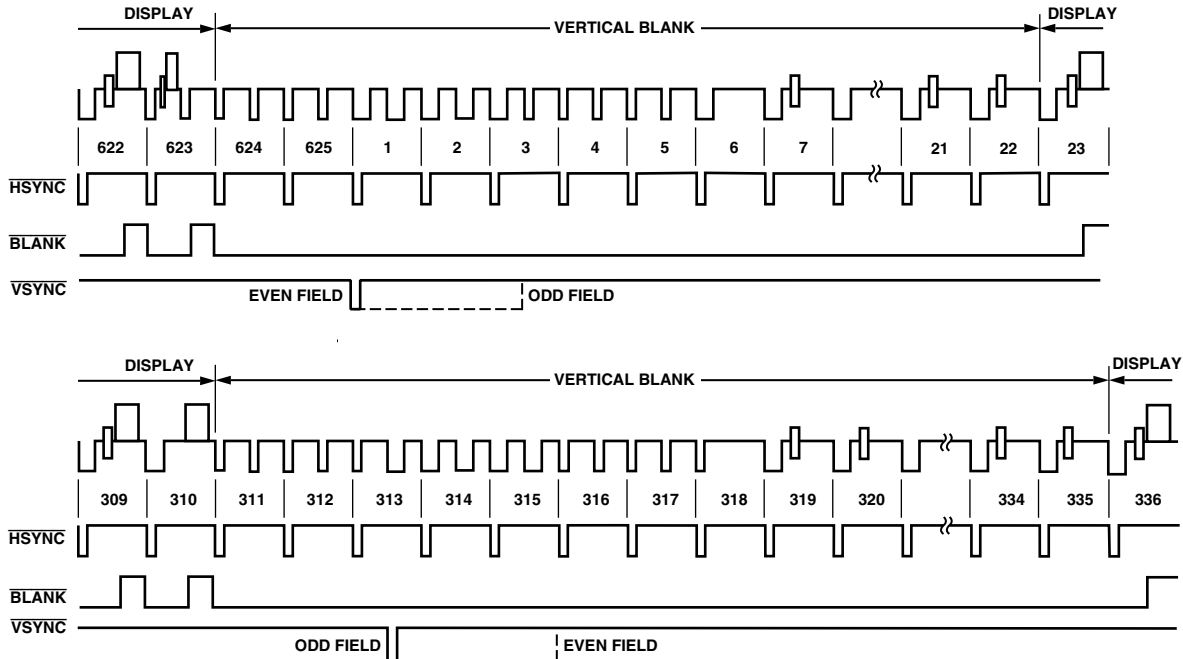 DISPLAY VERTICAL BLANK DISPLAY
622 623 624 625 1 2 3 4 5 6 7 21 22 23
HSYNC
BLANK
VSYNC
EVEN FIELD ODD FIELD
DISPLAY VERTICAL BLANK DISPLAY
309 310 311 312 313 314 315 316 317 318 319 320 334 335 336
HSYNC
BLANK
VSYNC
ODD FIELD EVEN FIELD